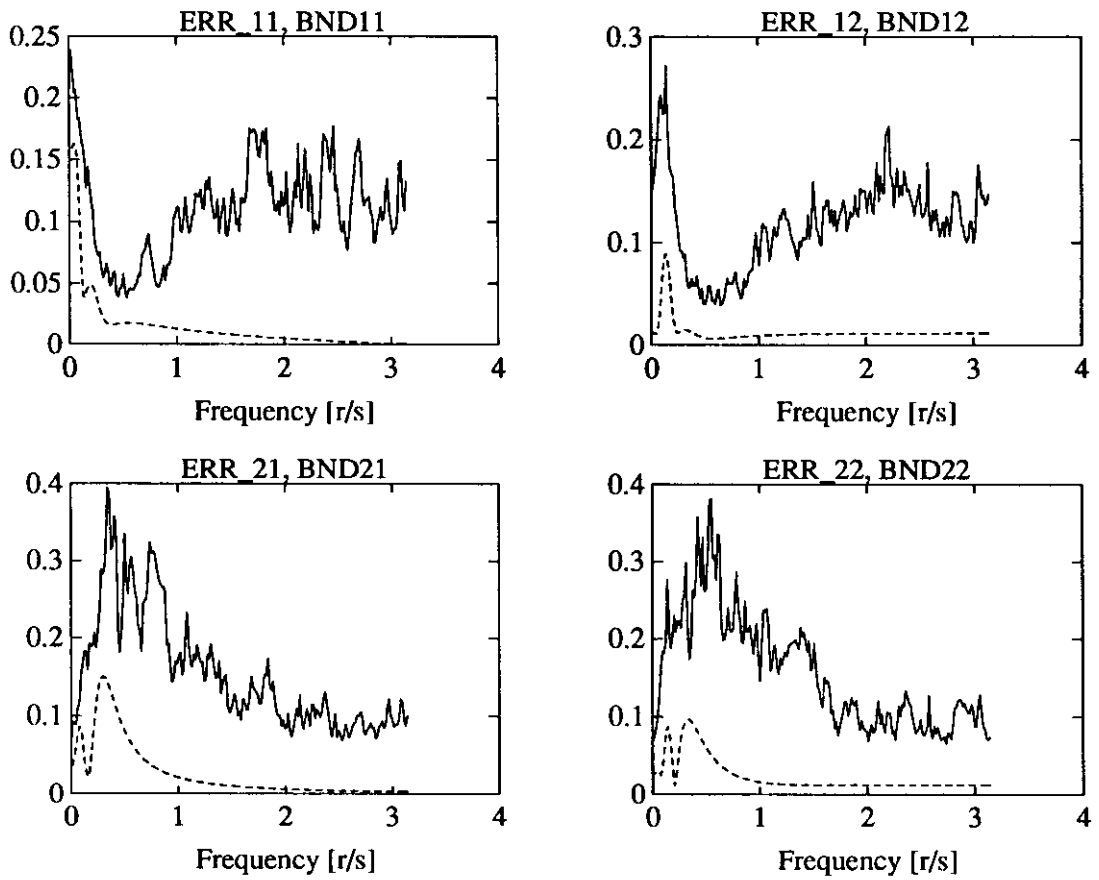 ERR_11, BND11
0.25
0.2
0.15
0.1
0.05
0
0 1 2 3 4
Frequency [r/s]
ERR_12, BND12
0.3
0.2
0.1
0
0 1 2 3 4
Frequency [r/s]
ERR_21, BND21
0.4
0.3
0.2
0.1
0
0 1 2 3 4
Frequency [r/s]
ERR_22, BND22
0.4
0.3
0.2
0.1
0
0 1 2 3 4
Frequency [r/s]